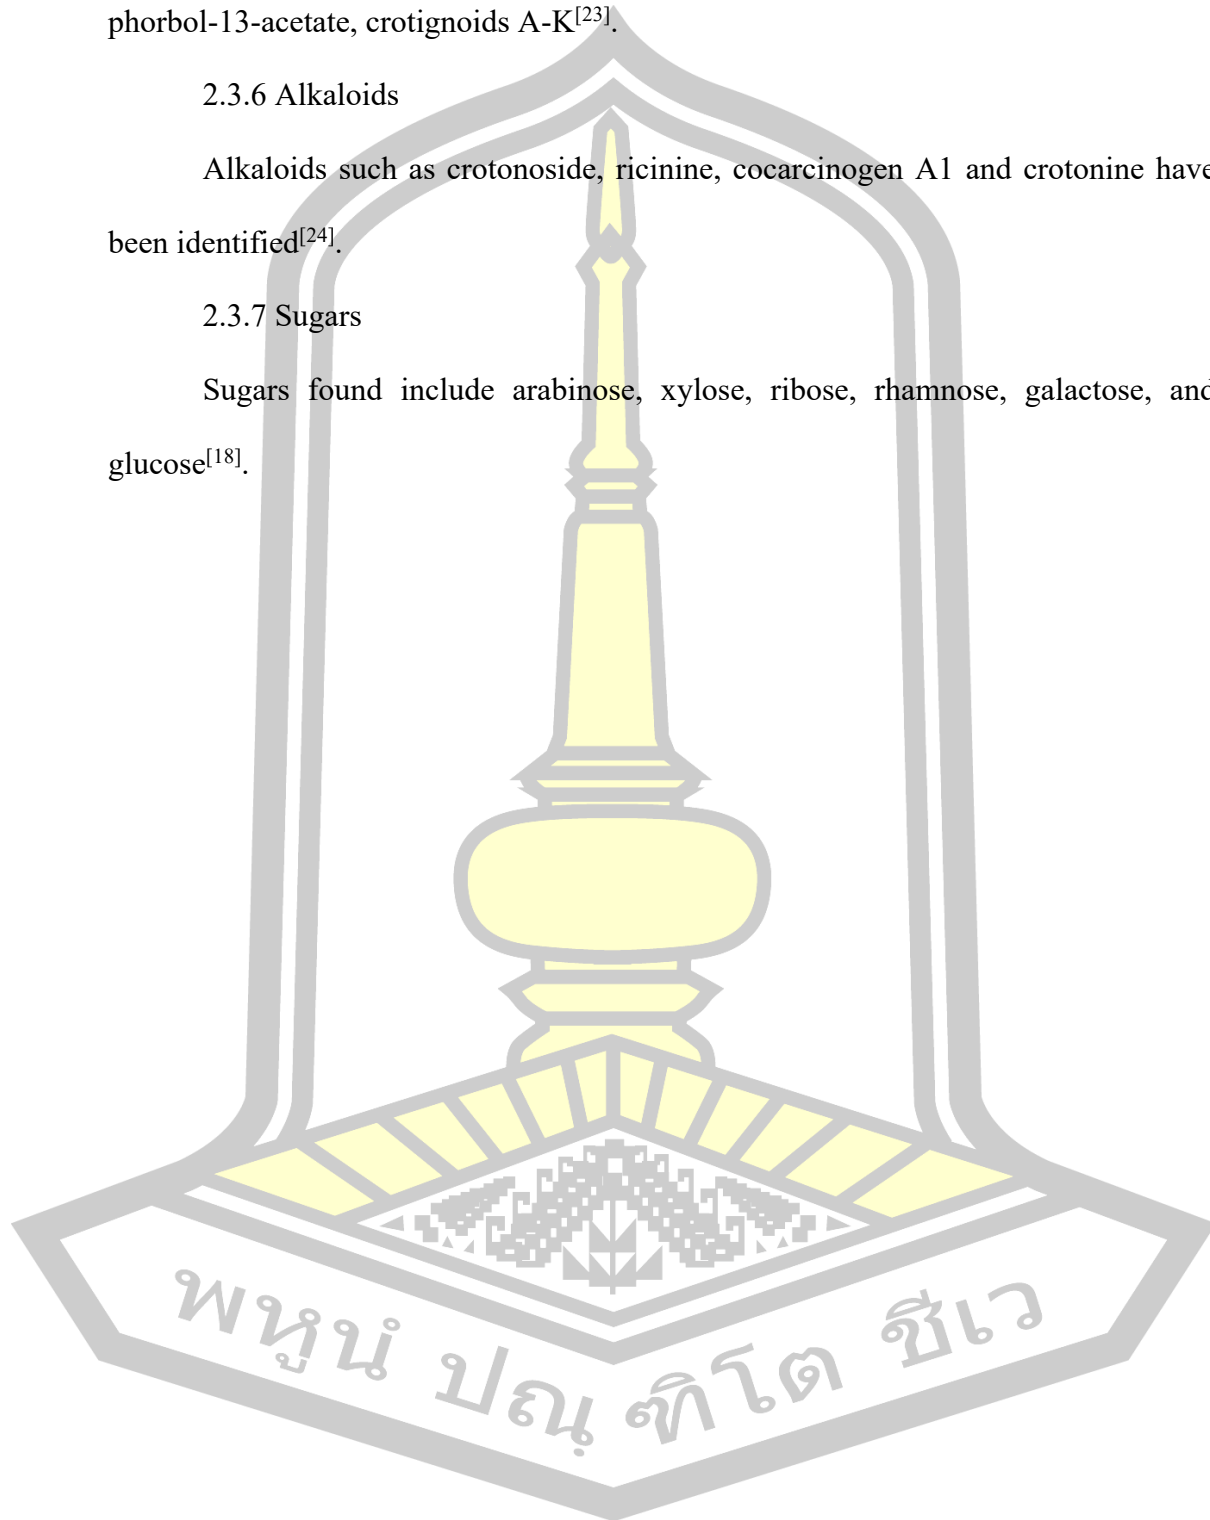 phorbol-13-acetate, crotignoids A-K[23].
2.3.6 Alkaloids
Alkaloids such as crotonoside, ricinine, cocarcinogen A1 and crotonine have
been identified[24].
2.3.7 Sugars
Sugars found include arabinose, xylose, ribose, rhamnose, galactose, and
glucose[18].
พหูนํ ปณฺฑิโต ชีเว